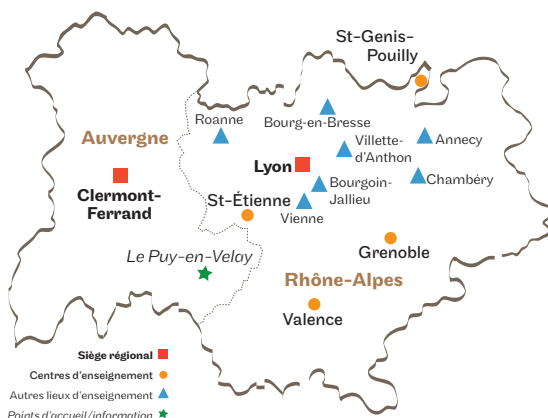 St-Genis-
Pouilly
Roanne
Bourg-en-Bresse
Auvergne
Villette-
d'Anthon
Annecy
Lyon
Clermont-
Ferrand
Bourgoin-
Jallieu
Chambéry
St-Étienne
Vienne
Le Puy-en-Velay
Grenoble
Rhône-Alpes
Valence
Siège régional
Centres d'enseignement
Autres lieux d'enseignement
Points d'accueil/information